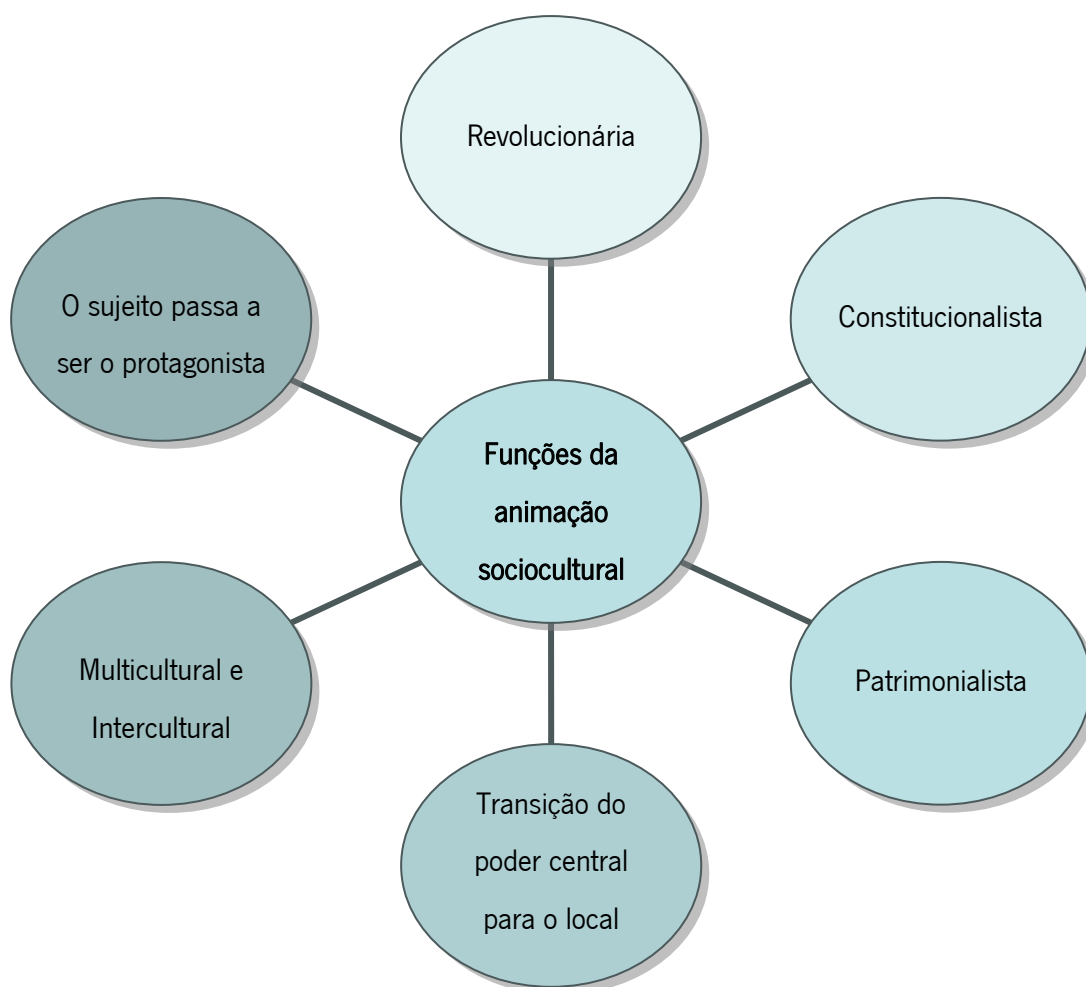 Revolucionária
O sujeito passa a
ser o protagonista
Constitucionalista
Funções da
animação
sociocultural
Multicultural e
Intercultural
Patrimonialista
Transição do
poder central
para o local